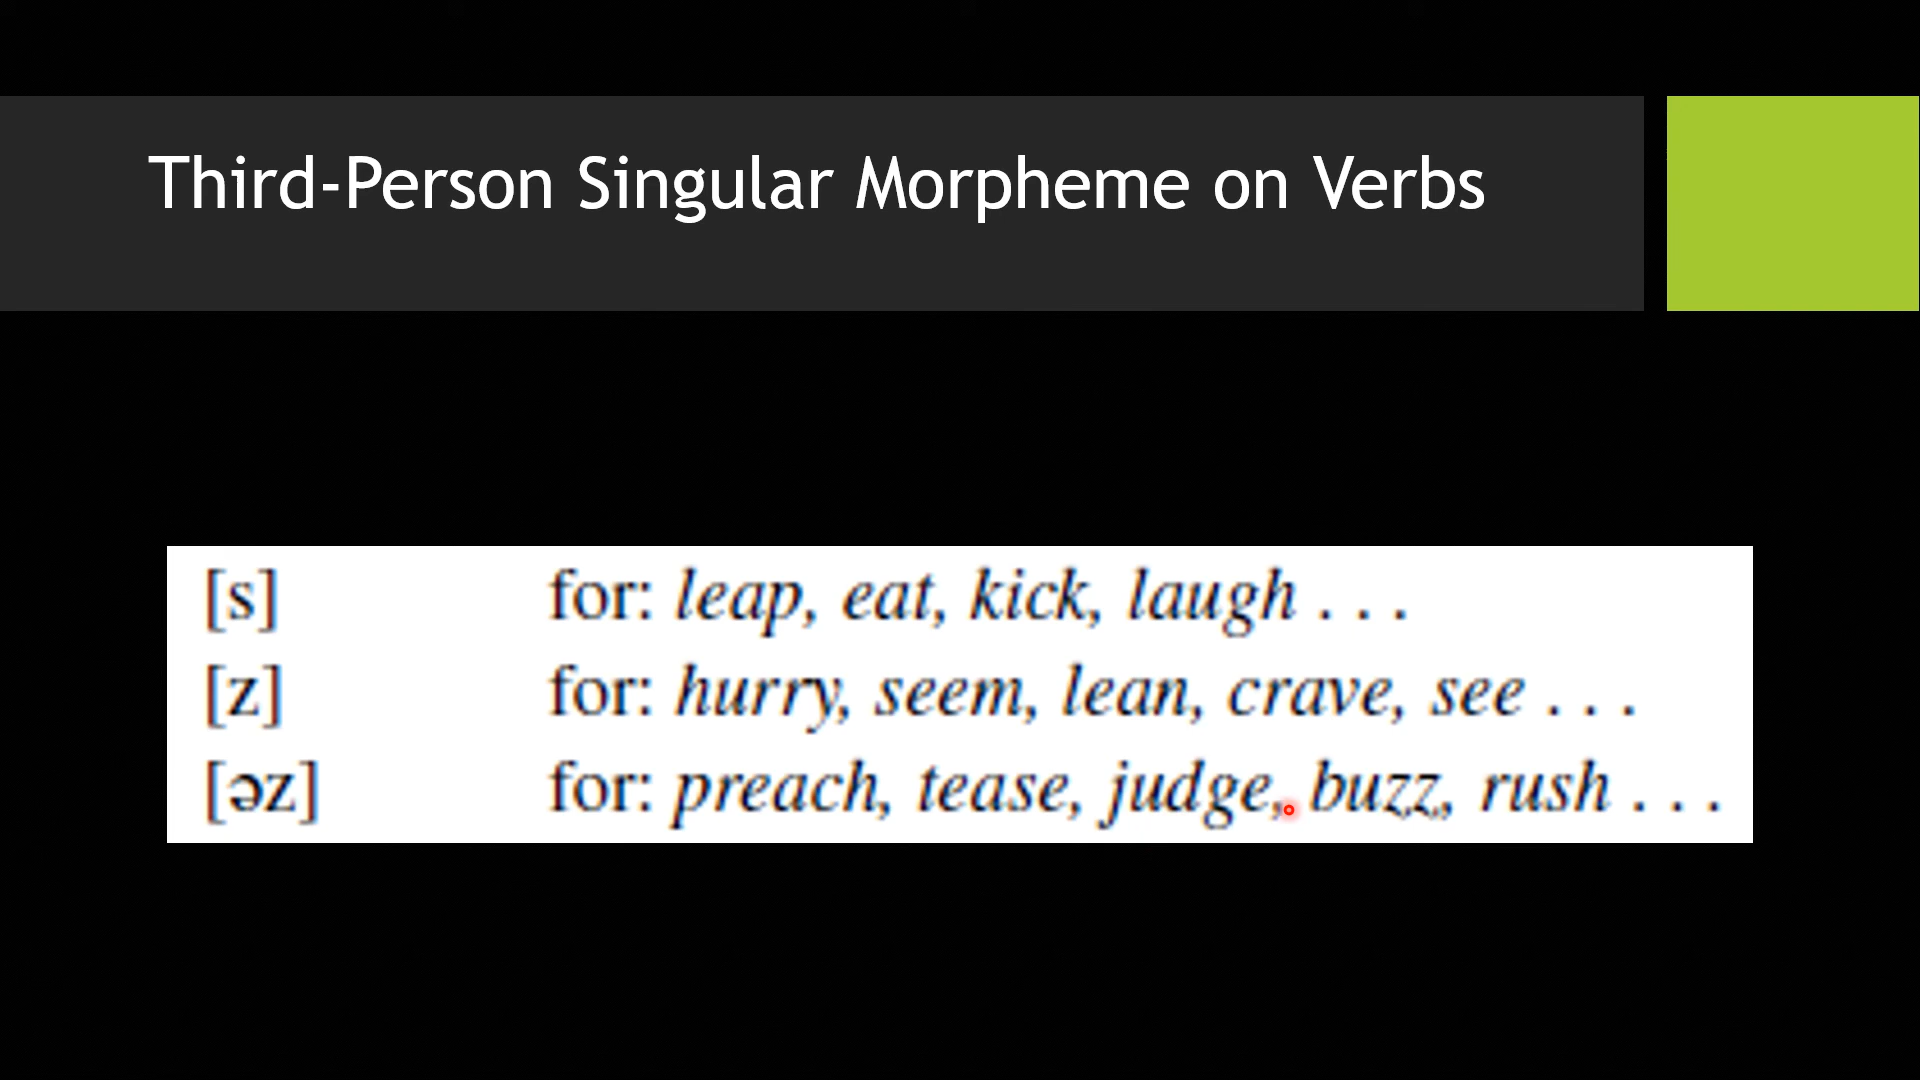 Third-Person Singular Morpheme on Verbs
[s] for: leap, eat, kick, laugh . . .
[z] for: hurry, seem, lean, crave, see . . .
[əz] for: preach, tease, judge, buzz, rush . . .